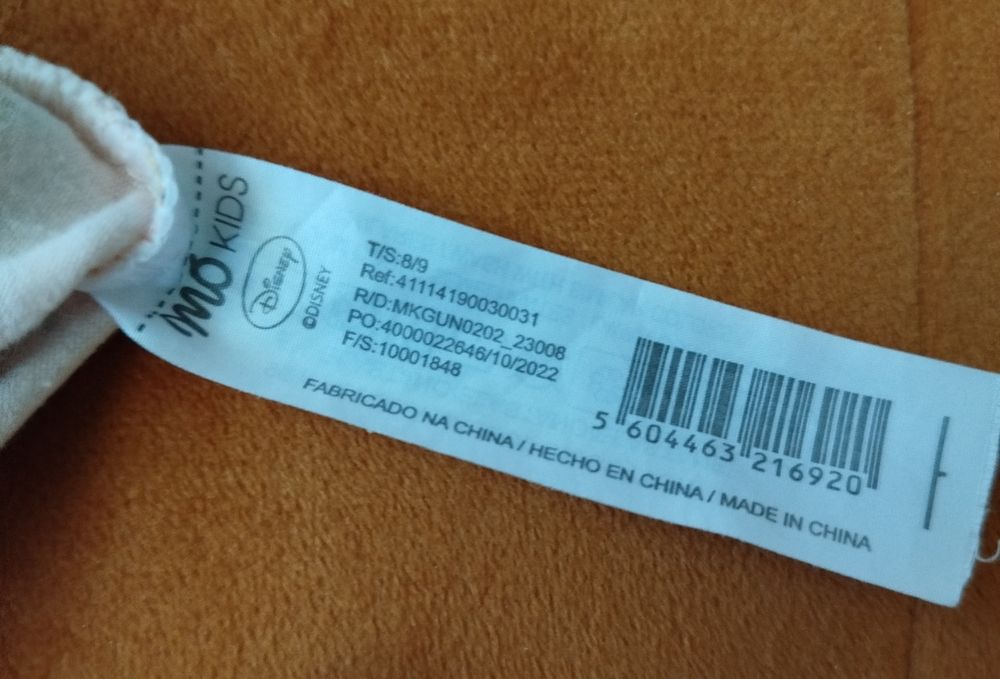 mo KIDS
Disney
©DISNEY
T/S:8/9
Ref:41114190030031
R/D:MKGUN0202_23008
PO:4000022646/10/2022
F/S:10001848
FABRICADO NA CHINA / HECHO EN CHINA / MADE IN CHINA
5 604463 216920